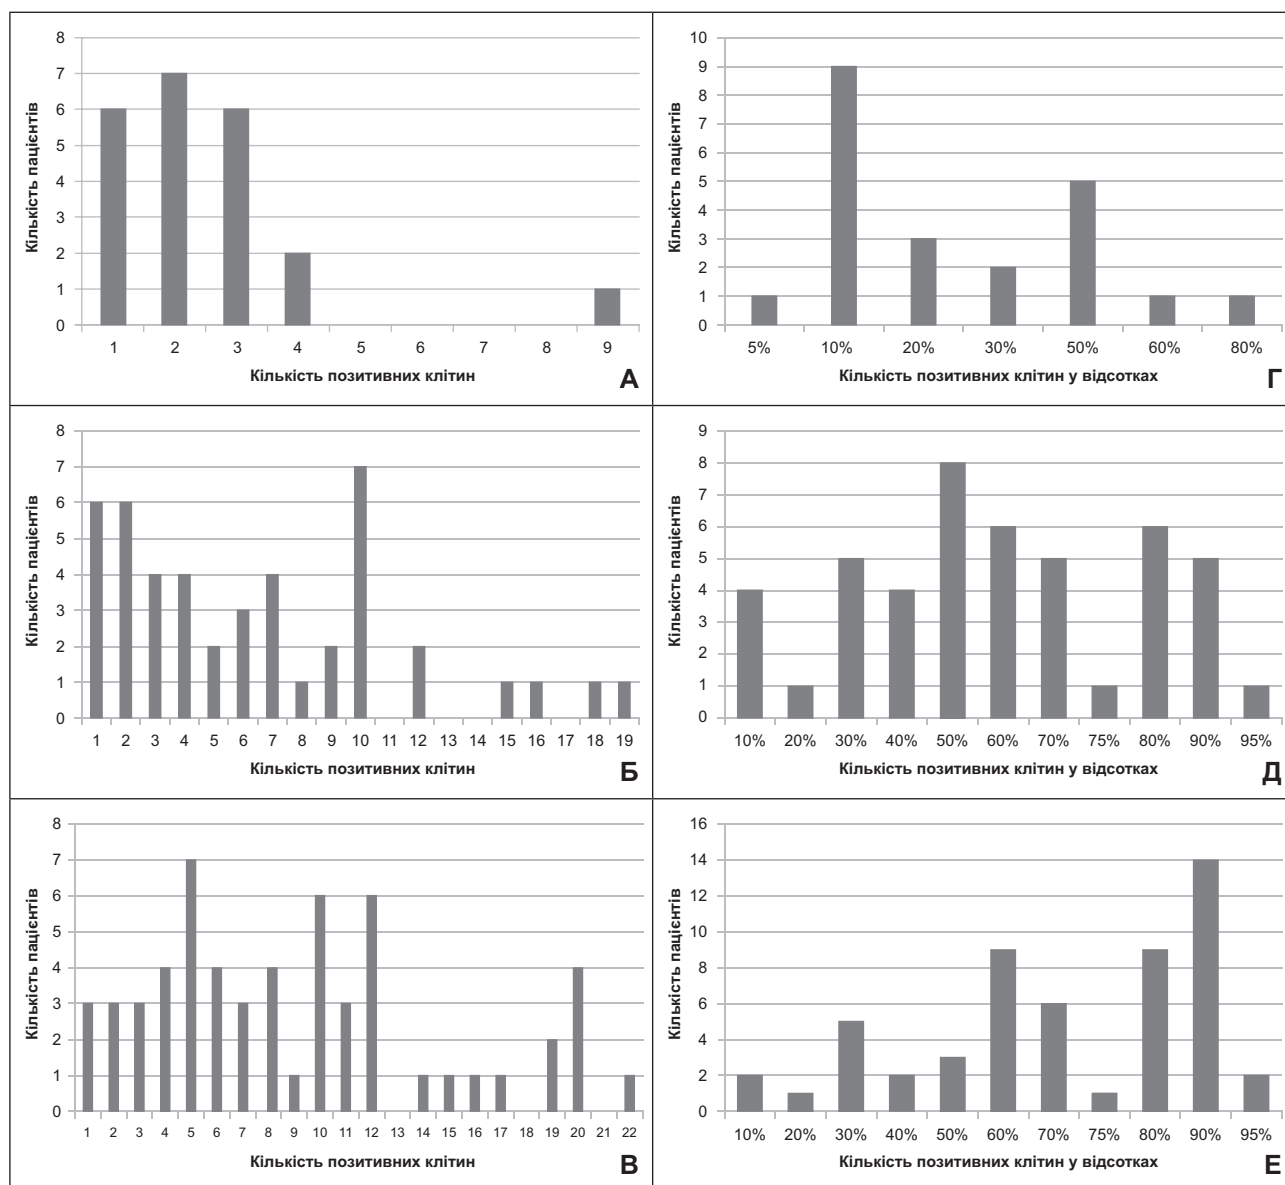 8
7
6
5
4
3
2
1
0
Кількість пацієнтів
1 2 3 4 5 6 7 8 9
Кількість позитивних клітин
А
10
9
8
7
6
5
4
3
2
1
0
Кількість пацієнтів
5% 10% 20% 30% 50% 60% 80%
Кількість позитивних клітин у відсотках
Г
8
7
6
5
4
3
2
1
0
Кількість пацієнтів
1 2 3 4 5 6 7 8 9 10 11 12 13 14 15 16 17 18 19
Кількість позитивних клітин
Б
9
8
7
6
5
4
3
2
1
0
Кількість пацієнтів
10% 20% 30% 40% 50% 60% 70% 75% 80% 90% 95%
Кількість позитивних клітин у відсотках
Д
8
7
6
5
4
3
2
1
0
Кількість пацієнтів
1 2 3 4 5 6 7 8 9 10 11 12 13 14 15 16 17 18 19 20 21 22
Кількість позитивних клітин
В
16
14
12
10
8
6
4
2
0
Кількість пацієнтів
10% 20% 30% 40% 50% 60% 70% 75% 80% 90% 95%
Кількість позитивних клітин у відсотках
Е